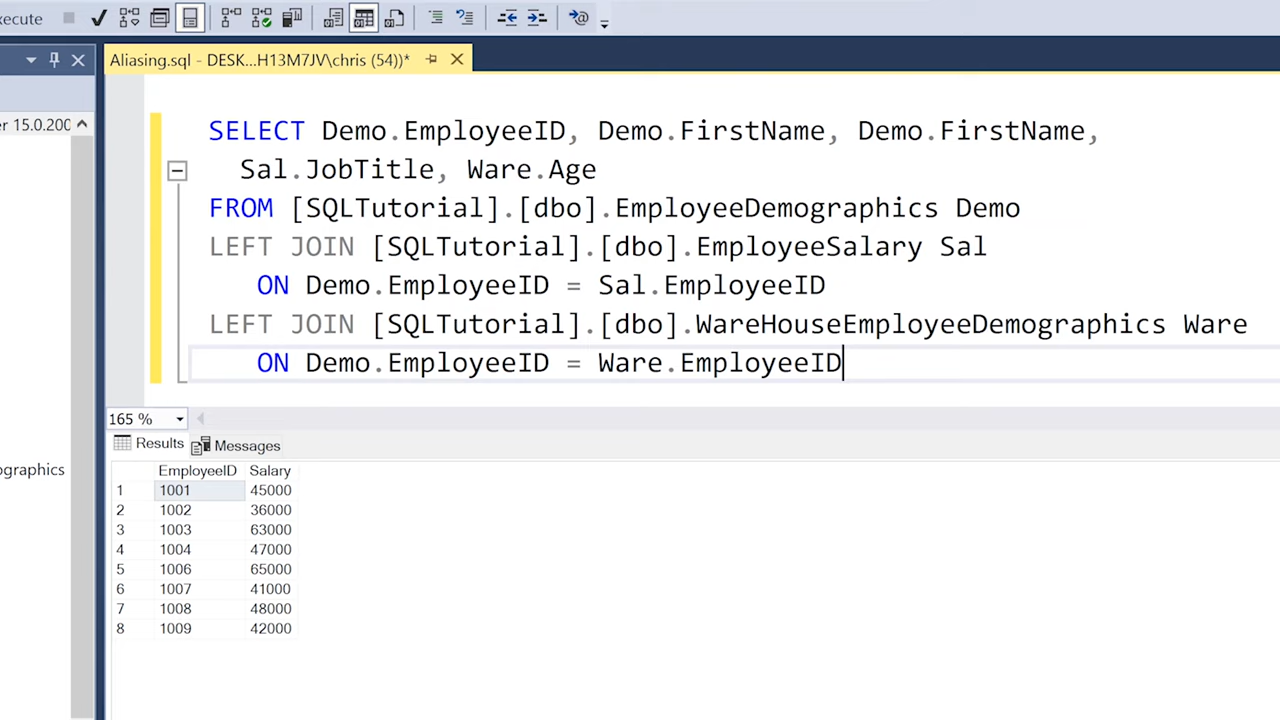 xecute
Aliasing.sql - DESK...H13M7JV\chris (54))*
er 15.0.200
SELECT Demo.EmployeeID, Demo.FirstName, Demo.FirstName,
Sal.JobTitle, Ware.Age
FROM [SQLTutorial].[dbo].EmployeeDemographics Demo
LEFT JOIN [SQLTutorial].[dbo].EmployeeSalary Sal
ON Demo.EmployeeID = Sal.EmployeeID
LEFT JOIN [SQLTutorial].[dbo].WareHouseEmployeeDemographics Ware
ON Demo.EmployeeID = Ware.EmployeeID
165 %
Results Messages
ographics
EmployeeID Salary
1 1001 45000
2 1002 36000
3 1003 63000
4 1004 47000
5 1006 65000
6 1007 41000
7 1008 48000
8 1009 42000